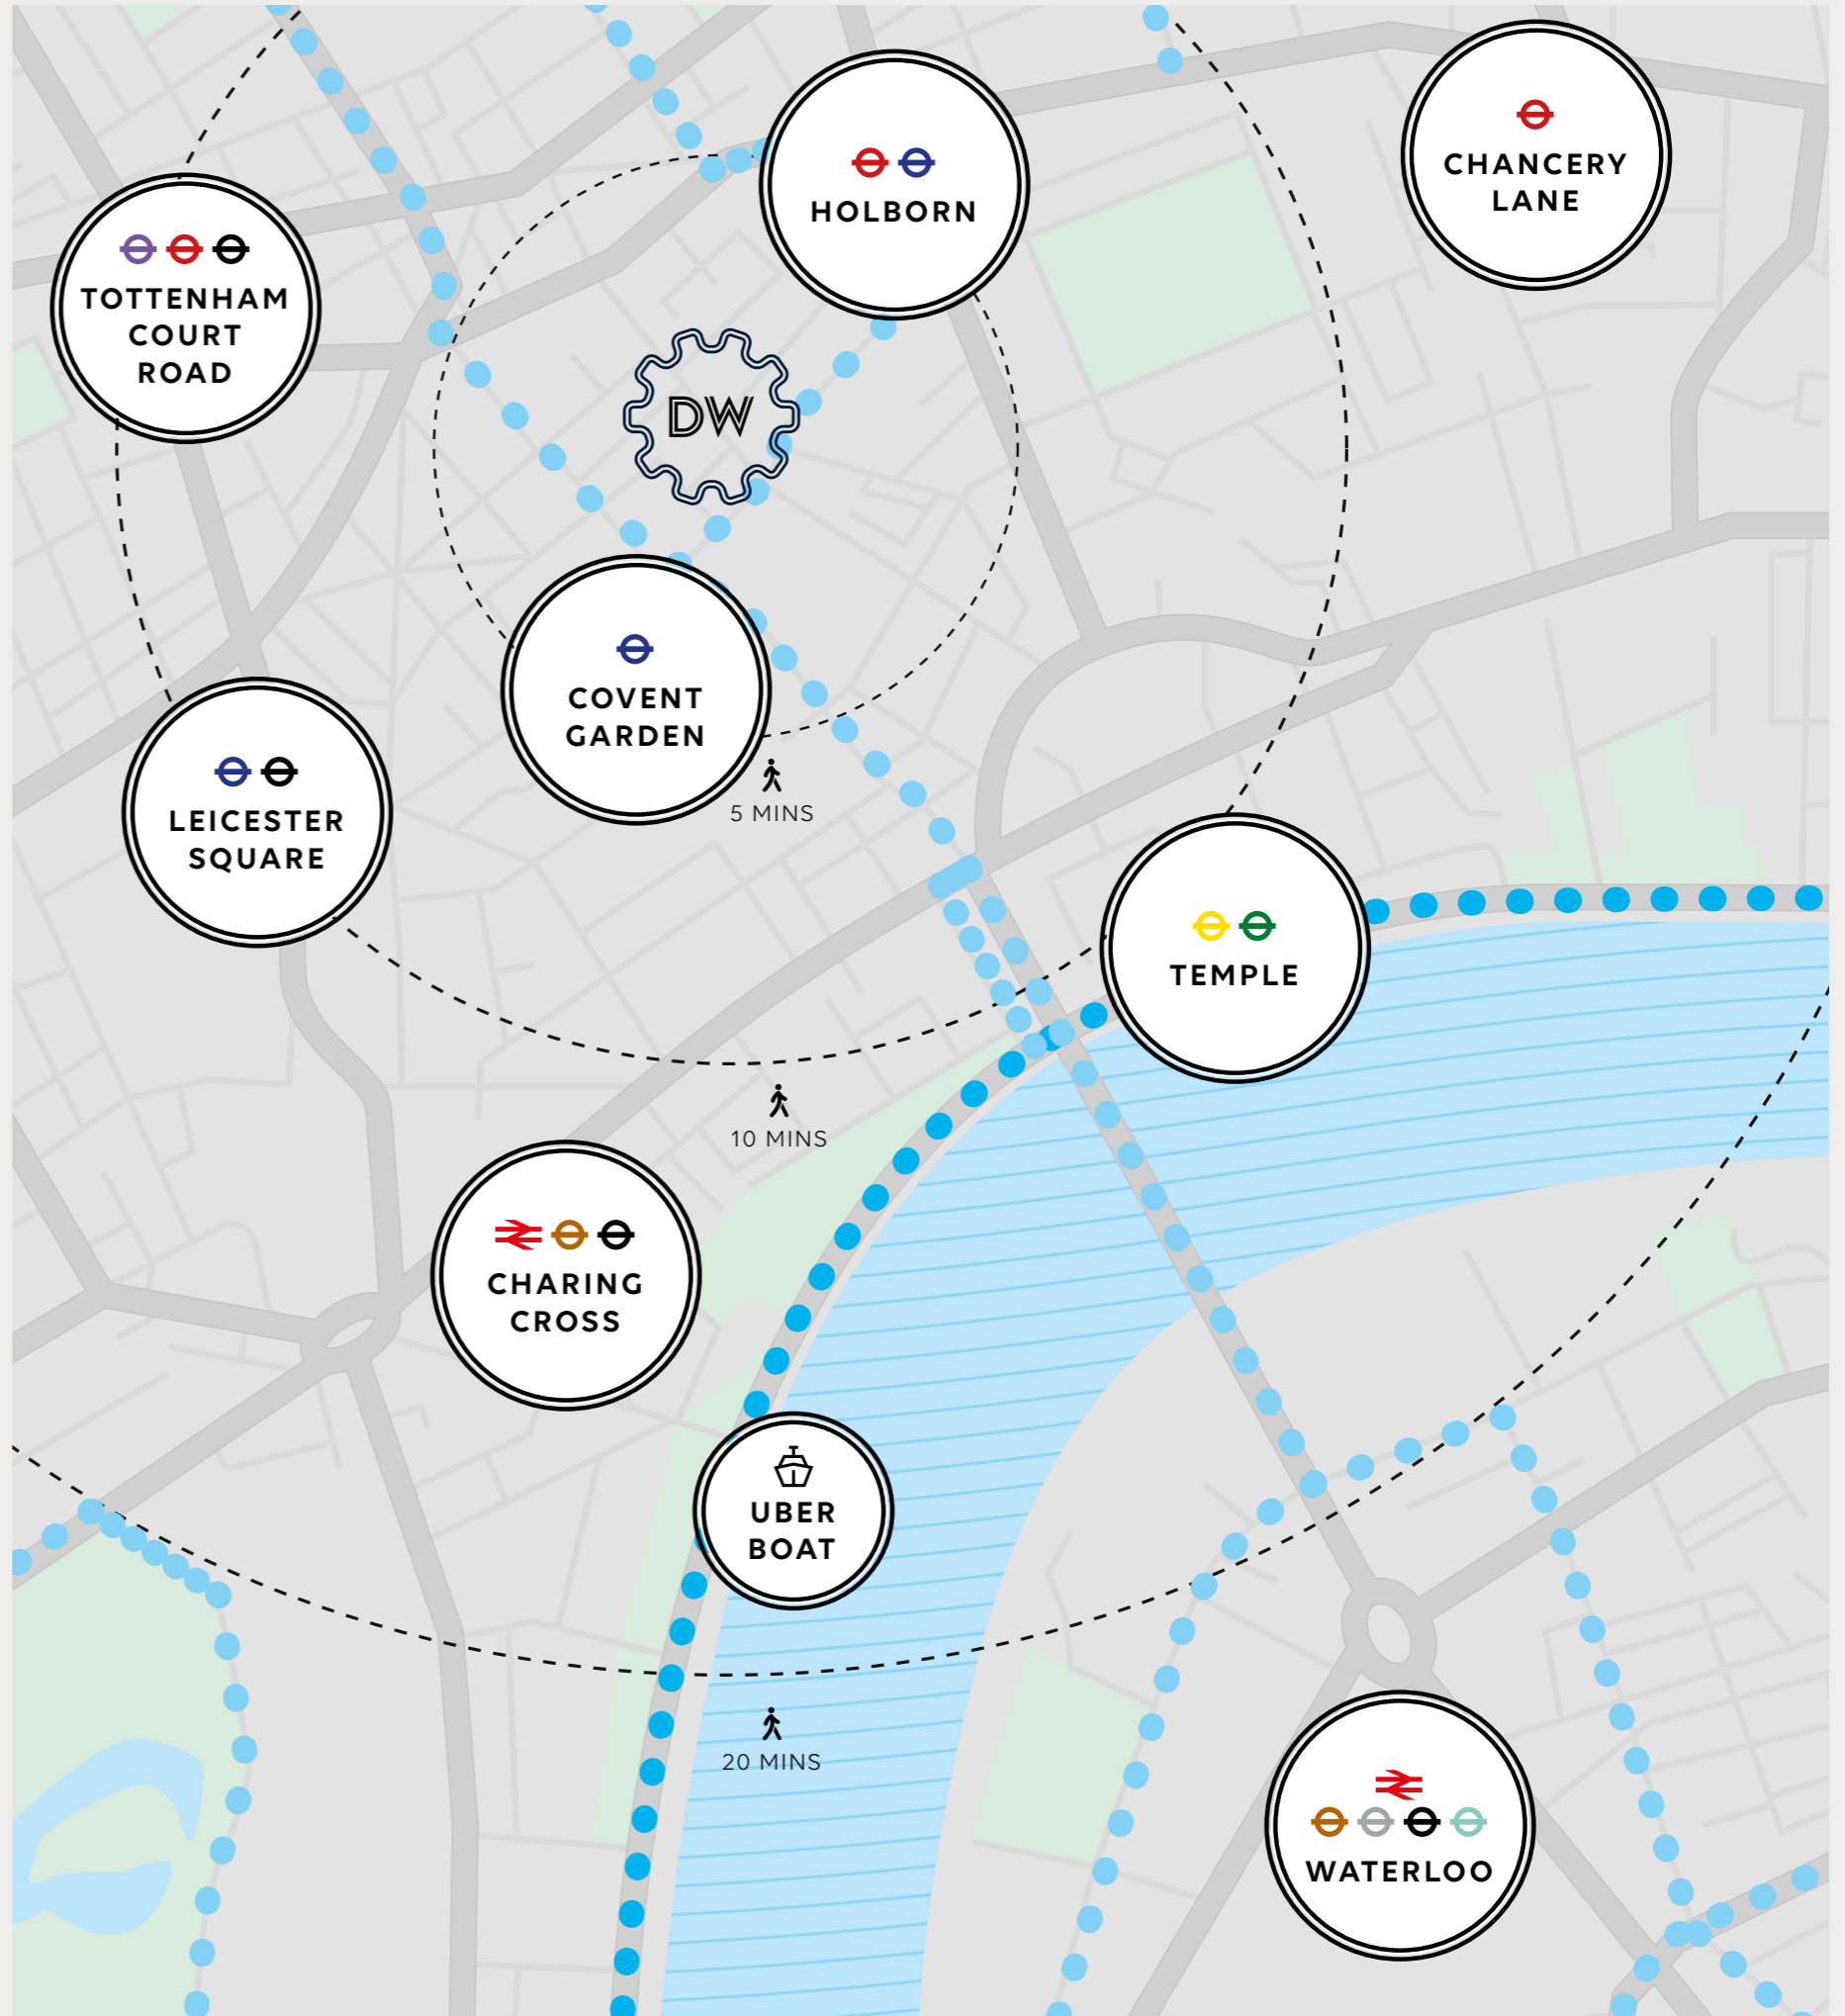 HOLBORN
CHANCERY
LANE
TOTTENHAM
COURT
ROAD
DW
COVENT
GARDEN
5 MINS
LEICESTER
SQUARE
TEMPLE
10 MINS
CHARING
CROSS
UBER
BOAT
20 MINS
WATERLOO